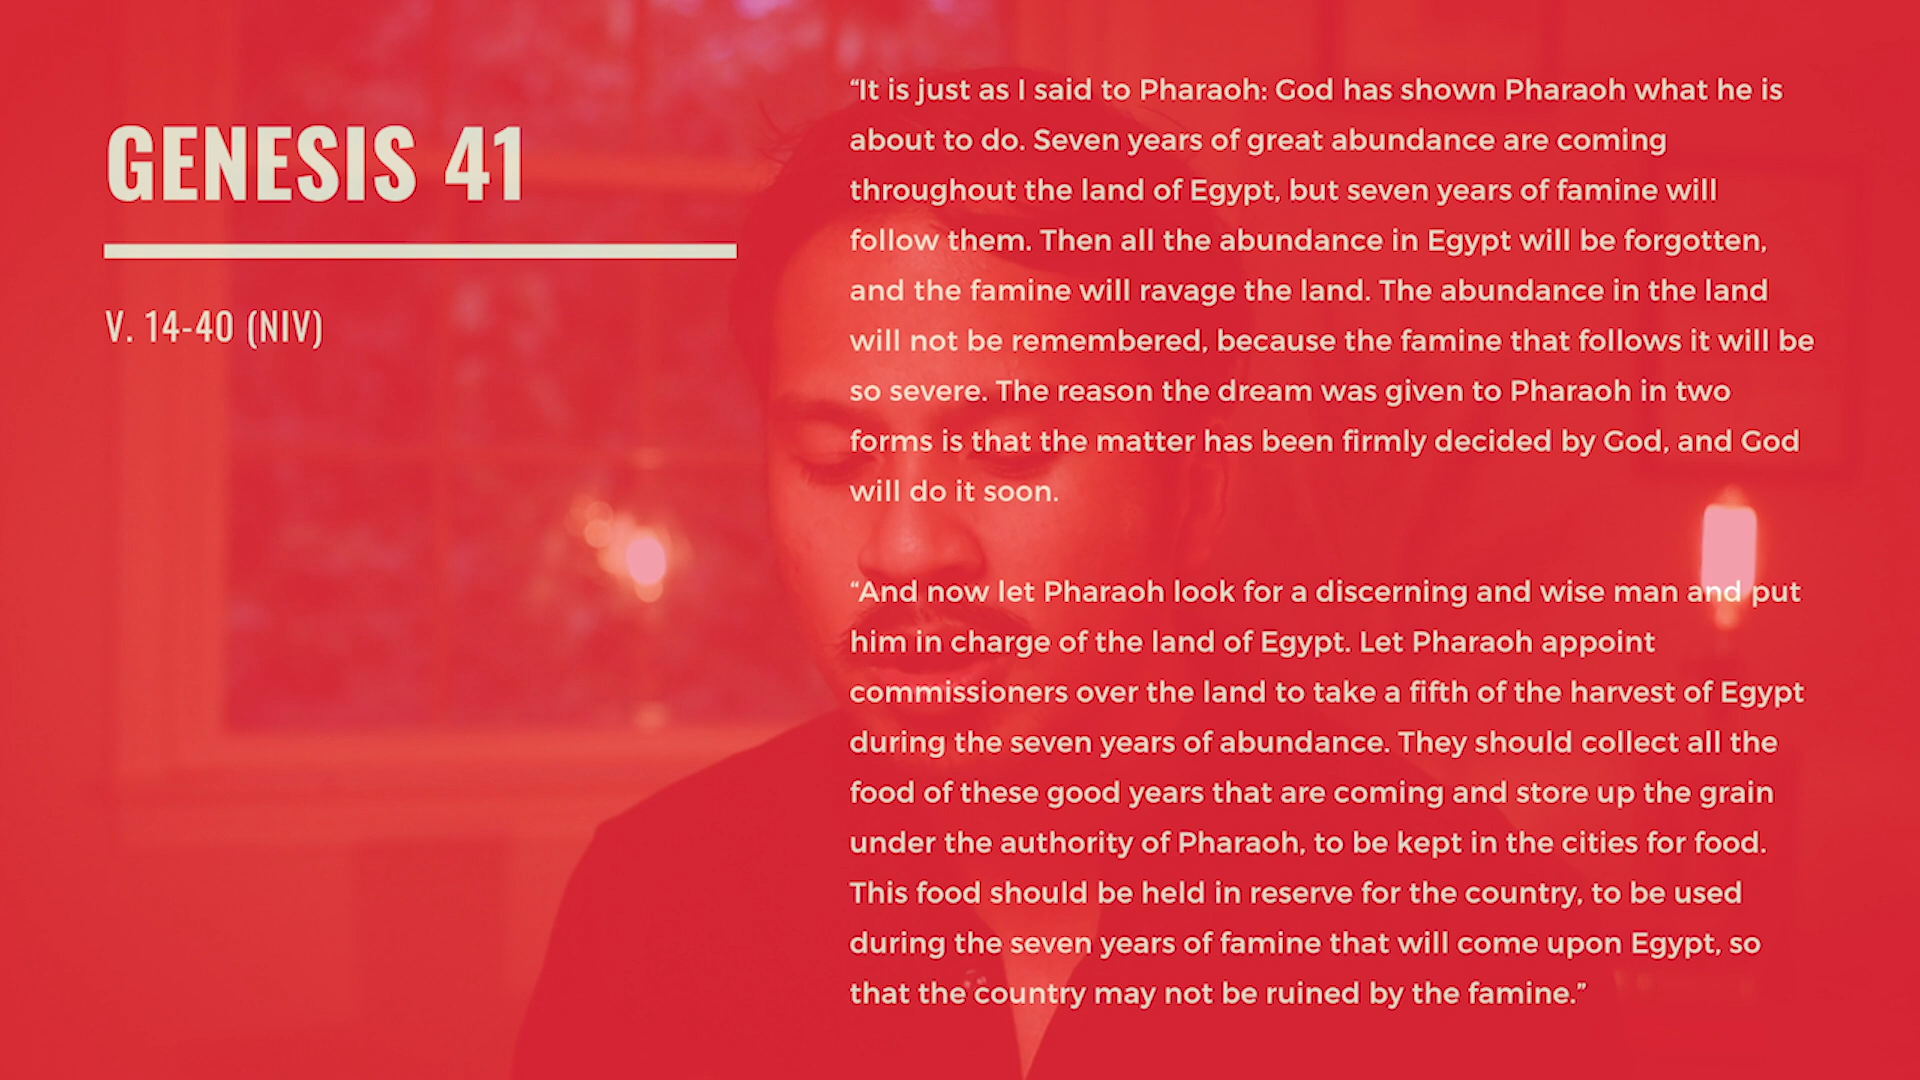 GENESIS 41
V. 14-40 (NIV)
“It is just as I said to Pharaoh: God has shown Pharaoh what he is
about to do. Seven years of great abundance are coming
throughout the land of Egypt, but seven years of famine will
follow them. Then all the abundance in Egypt will be forgotten,
and the famine will ravage the land. The abundance in the land
will not be remembered, because the famine that follows it will be
so severe. The reason the dream was given to Pharaoh in two
forms is that the matter has been firmly decided by God, and God
will do it soon.
“And now let Pharaoh look for a discerning and wise man and put
him in charge of the land of Egypt. Let Pharaoh appoint
commissioners over the land to take a fifth of the harvest of Egypt
during the seven years of abundance. They should collect all the
food of these good years that are coming and store up the grain
under the authority of Pharaoh, to be kept in the cities for food.
This food should be held in reserve for the country, to be used
during the seven years of famine that will come upon Egypt, so
that the country may not be ruined by the famine.”